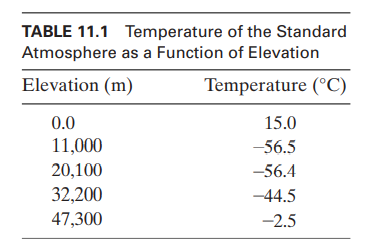 TABLE 11.1 Temperature of the Standard
Atmosphere as a Function of Elevation
Elevation (m) Temperature (°C)
0.0 15.0
11,000 –56.5
20,100 –56.4
32,200 –44.5
47,300 –2.5